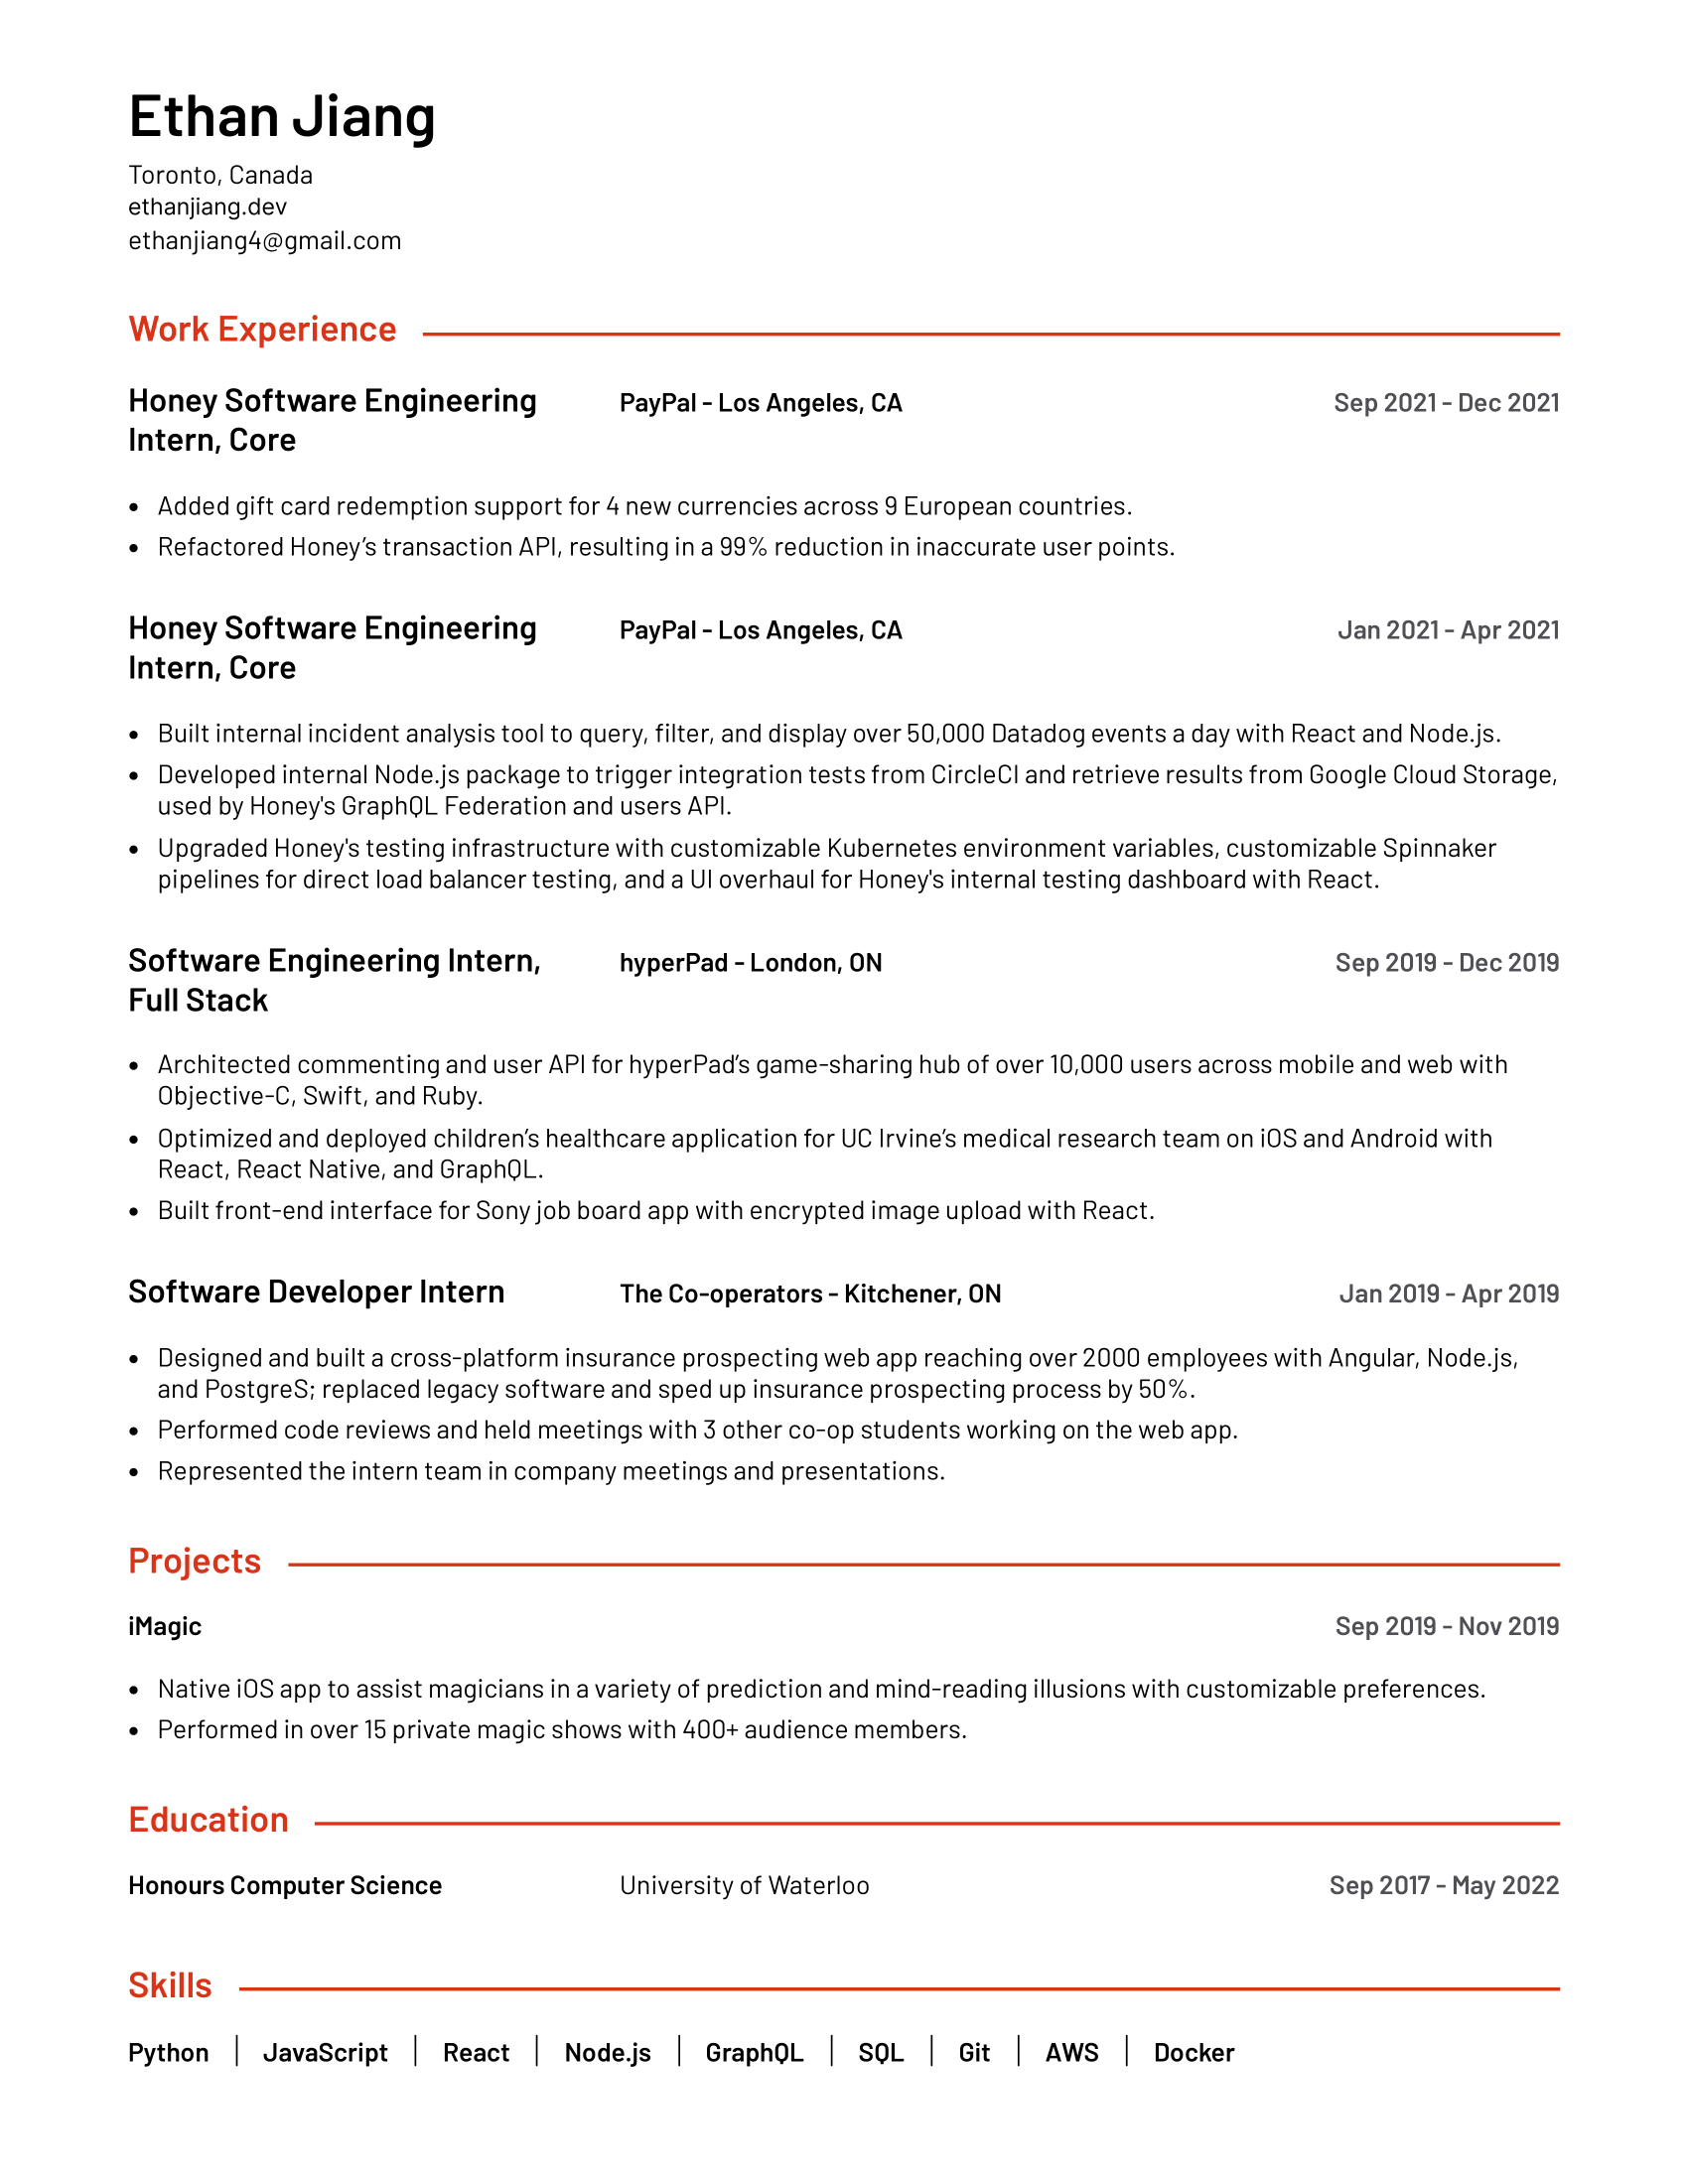 Ethan Jiang
Toronto, Canada
ethanjiang.dev
ethanjiang4@gmail.com
Work Experience
Honey Software Engineering Intern, Core PayPal - Los Angeles, CA Sep 2021 - Dec 2021
• Added gift card redemption support for 4 new currencies across 9 European countries.
• Refactored Honey’s transaction API, resulting in a 99% reduction in inaccurate user points.
Honey Software Engineering Intern, Core PayPal - Los Angeles, CA Jan 2021 - Apr 2021
• Built internal incident analysis tool to query, filter, and display over 50,000 Datadog events a day with React and Node.js.
• Developed internal Node.js package to trigger integration tests from CircleCI and retrieve results from Google Cloud Storage,
used by Honey's GraphQL Federation and users API.
• Upgraded Honey's testing infrastructure with customizable Kubernetes environment variables, customizable Spinnaker
pipelines for direct load balancer testing, and a UI overhaul for Honey's internal testing dashboard with React.
Software Engineering Intern, Full Stack hyperPad - London, ON Sep 2019 - Dec 2019
• Architected commenting and user API for hyperPad’s game-sharing hub of over 10,000 users across mobile and web with
Objective-C, Swift, and Ruby.
• Optimized and deployed children’s healthcare application for UC Irvine’s medical research team on iOS and Android with
React, React Native, and GraphQL.
• Built front-end interface for Sony job board app with encrypted image upload with React.
Software Developer Intern The Co-operators - Kitchener, ON Jan 2019 - Apr 2019
• Designed and built a cross-platform insurance prospecting web app reaching over 2000 employees with Angular, Node.js,
and PostgreS; replaced legacy software and sped up insurance prospecting process by 50%.
• Performed code reviews and held meetings with 3 other co-op students working on the web app.
• Represented the intern team in company meetings and presentations.
Projects
iMagic Sep 2019 - Nov 2019
• Native iOS app to assist magicians in a variety of prediction and mind-reading illusions with customizable preferences.
• Performed in over 15 private magic shows with 400+ audience members.
Education
Honours Computer Science University of Waterloo Sep 2017 - May 2022
Skills
Python | JavaScript | React | Node.js | GraphQL | SQL | Git | AWS | Docker